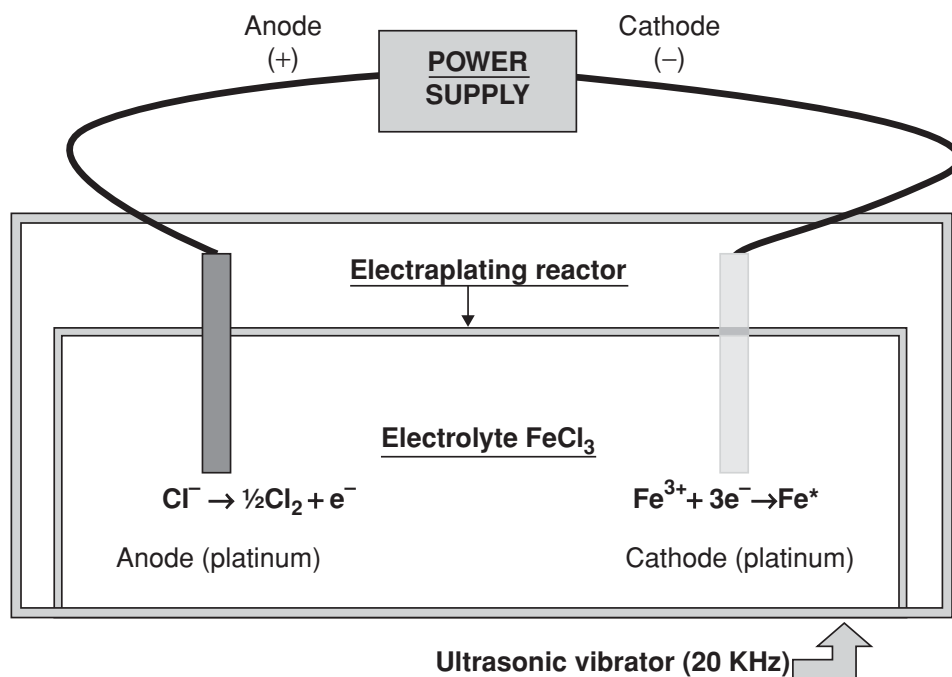 Anode
(+)
Cathode
(−)
POWER
SUPPLY
Electraplating reactor
Electrolyte FeCl₃
Cl⁻ → ½Cl₂ + e⁻
Fe³⁺ + 3e⁻→Fe*
Anode (platinum)
Cathode (platinum)
Ultrasonic vibrator (20 KHz)